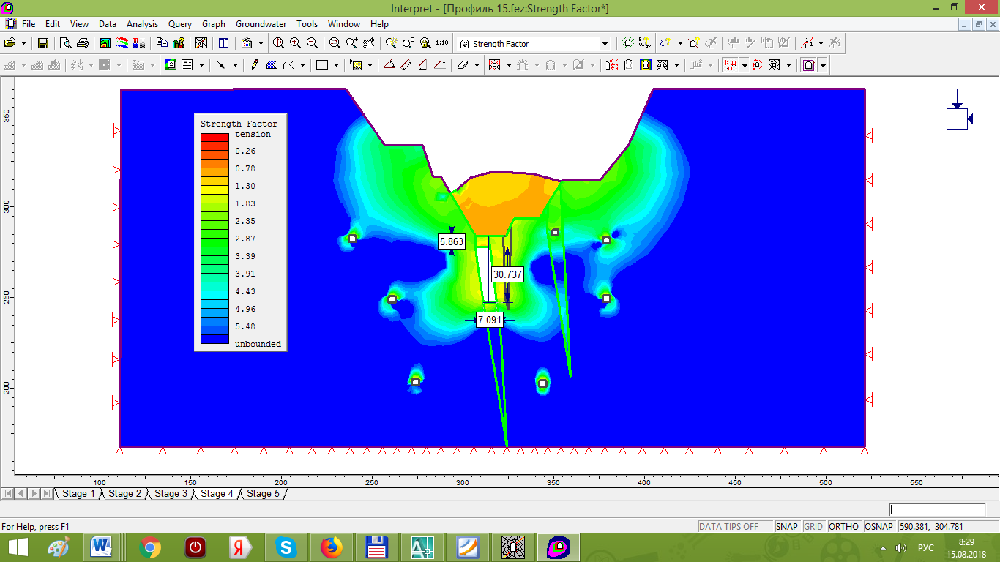 Interpret - [Профиль 15.fez:Strength Factor*]
File Edit View Data Analysis Query Graph Groundwater Tools Window Help
1:10
Strength Factor
Strength Factor
tension
0.26
0.78
1.30
1.83
2.35
2.87
3.39
3.91
4.43
4.96
5.48
unbounded
5.863
30.737
7.091
350
300
250
200
100 150 200 250 300 350 400 450 500 550
Stage 1 Stage 2 Stage 3 Stage 4 Stage 5
For Help, press F1
DATA TIPS OFF SNAP GRID ORTHO OSNAP 590.381, 304.781
РУС
8:29
15.08.2018